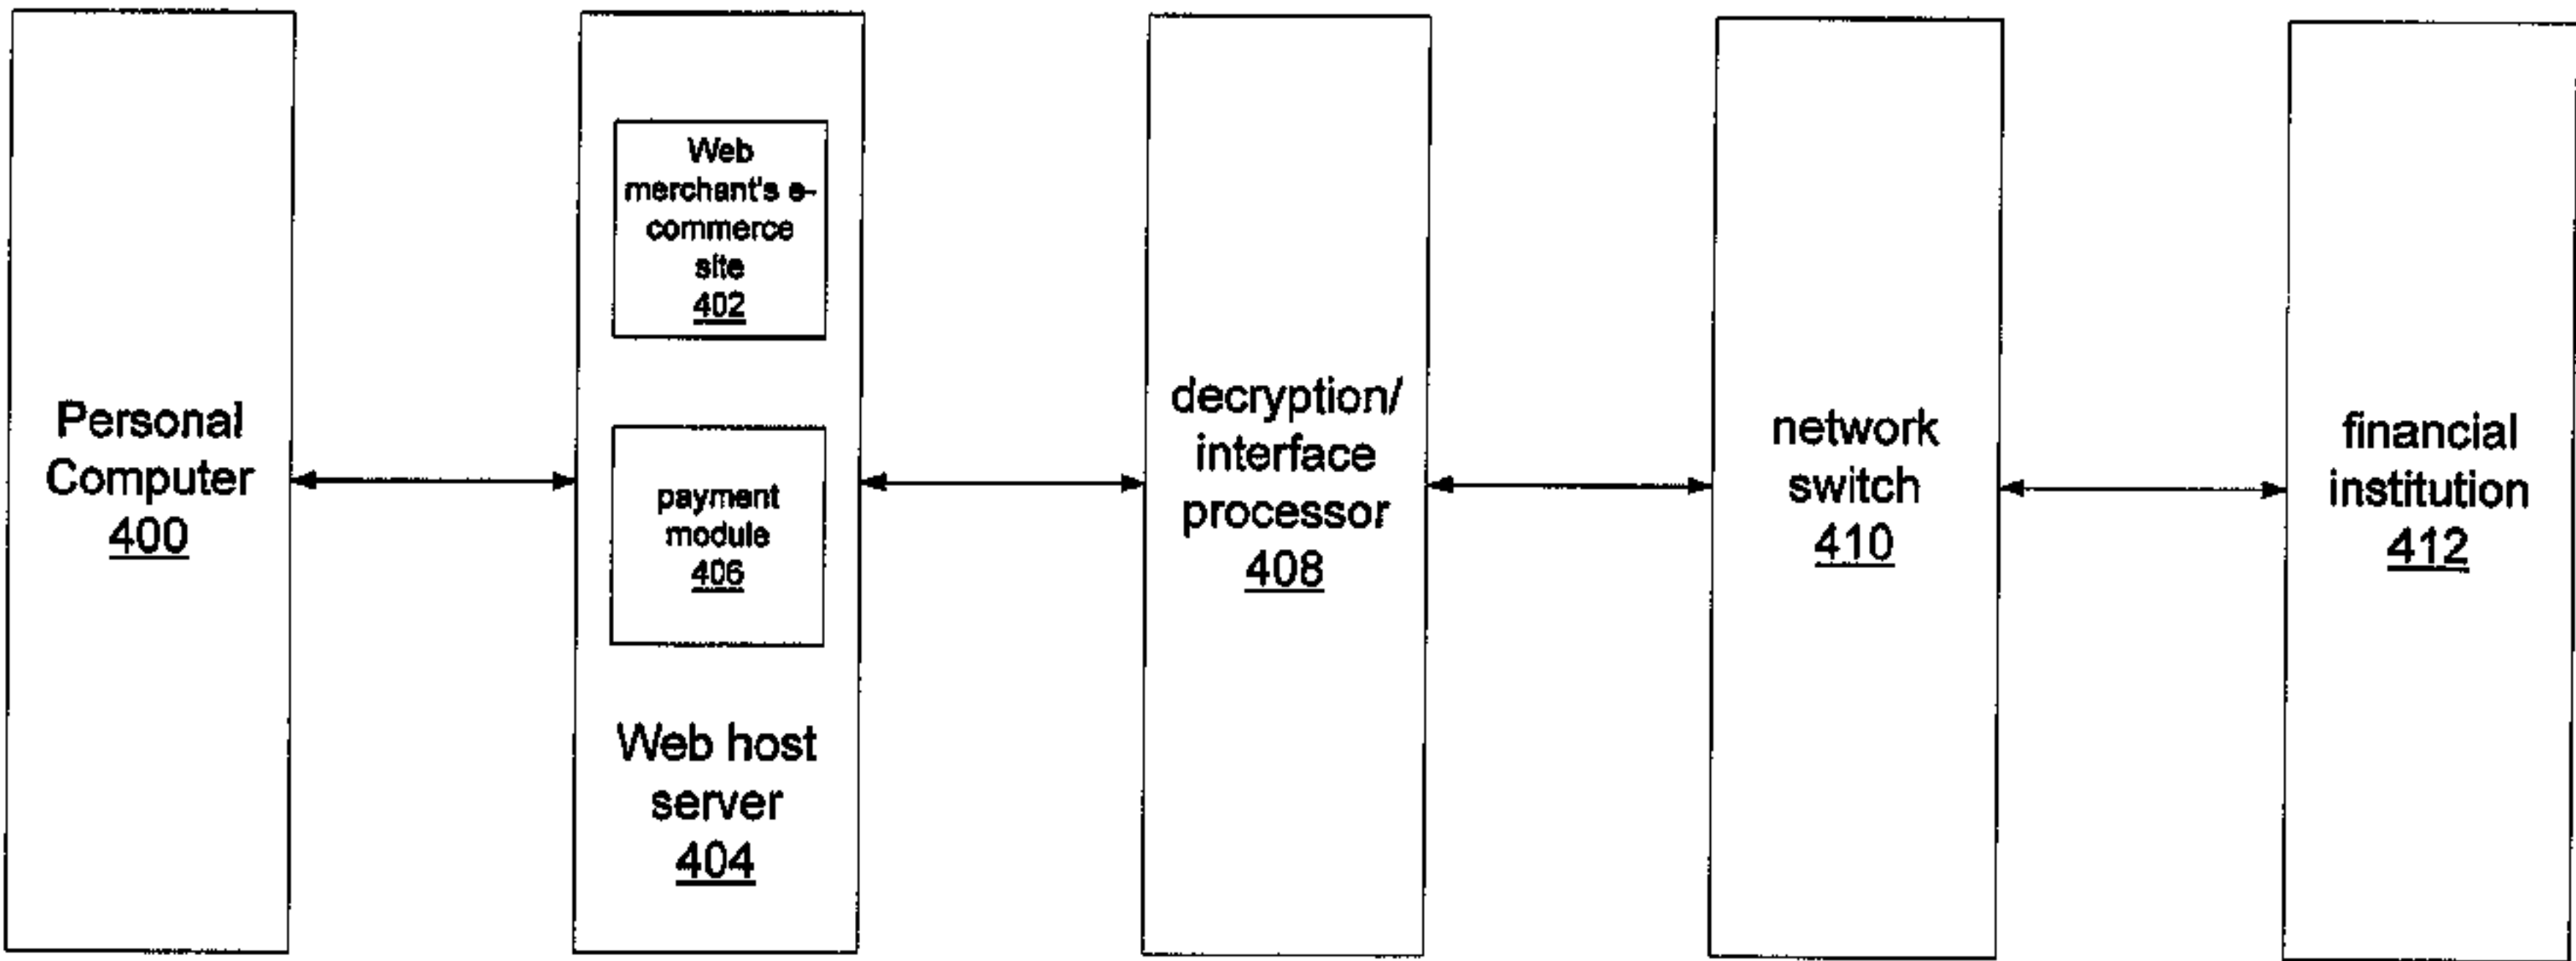 Personal
Computer
400
Web
merchant's e-
commerce
site
402
payment
module
406
Web host
server
404
decryption/
interface
processor
408
network
switch
410
financial
institution
412